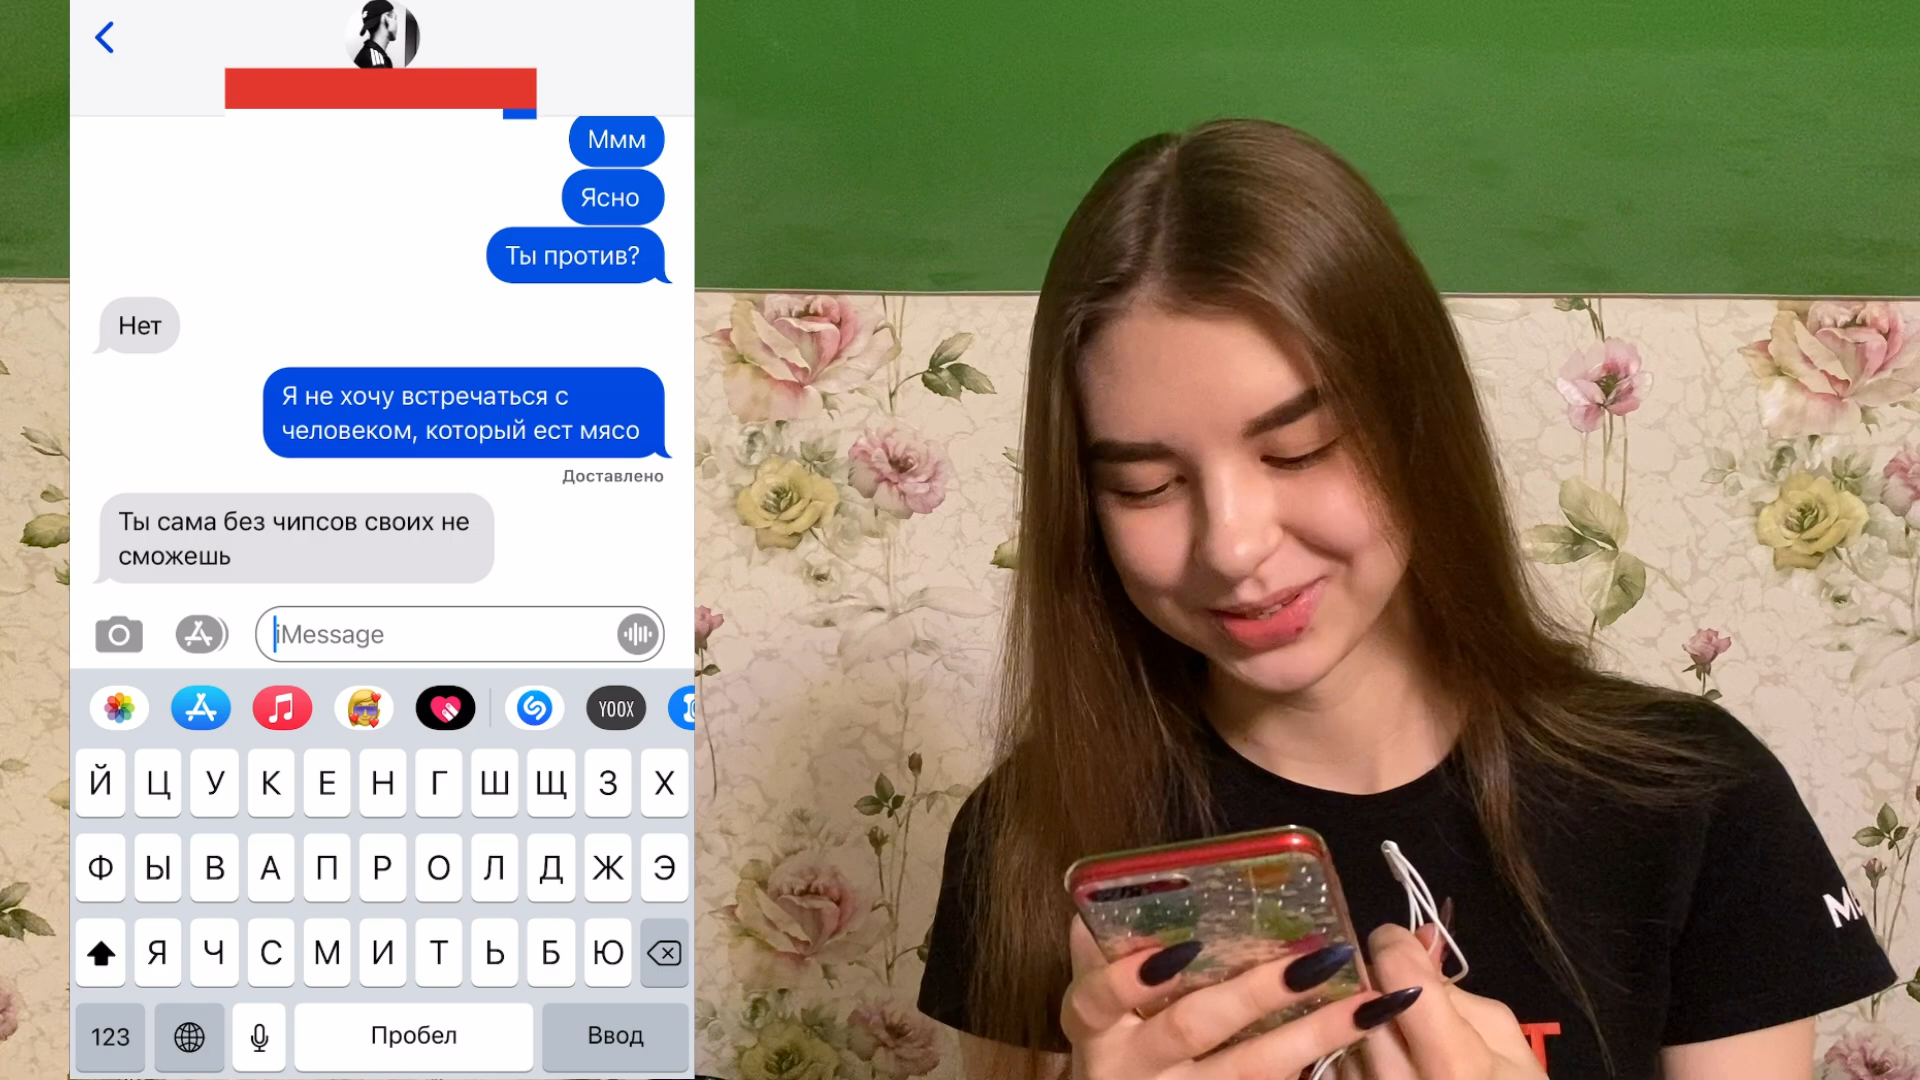 Ммм
Ясно
Ты против?
Нет
Я не хочу встречаться с
человеком, который ест мясо
Доставлено
Ты сама без чипсов своих не
сможешь
iMessage
YOOX
Й Ц У К Е Н Г Ш Щ З Х
Ф Ы В А П Р О Л Д Ж Э
Я Ч С М И Т Ь Б Ю
123 Пробел Ввод